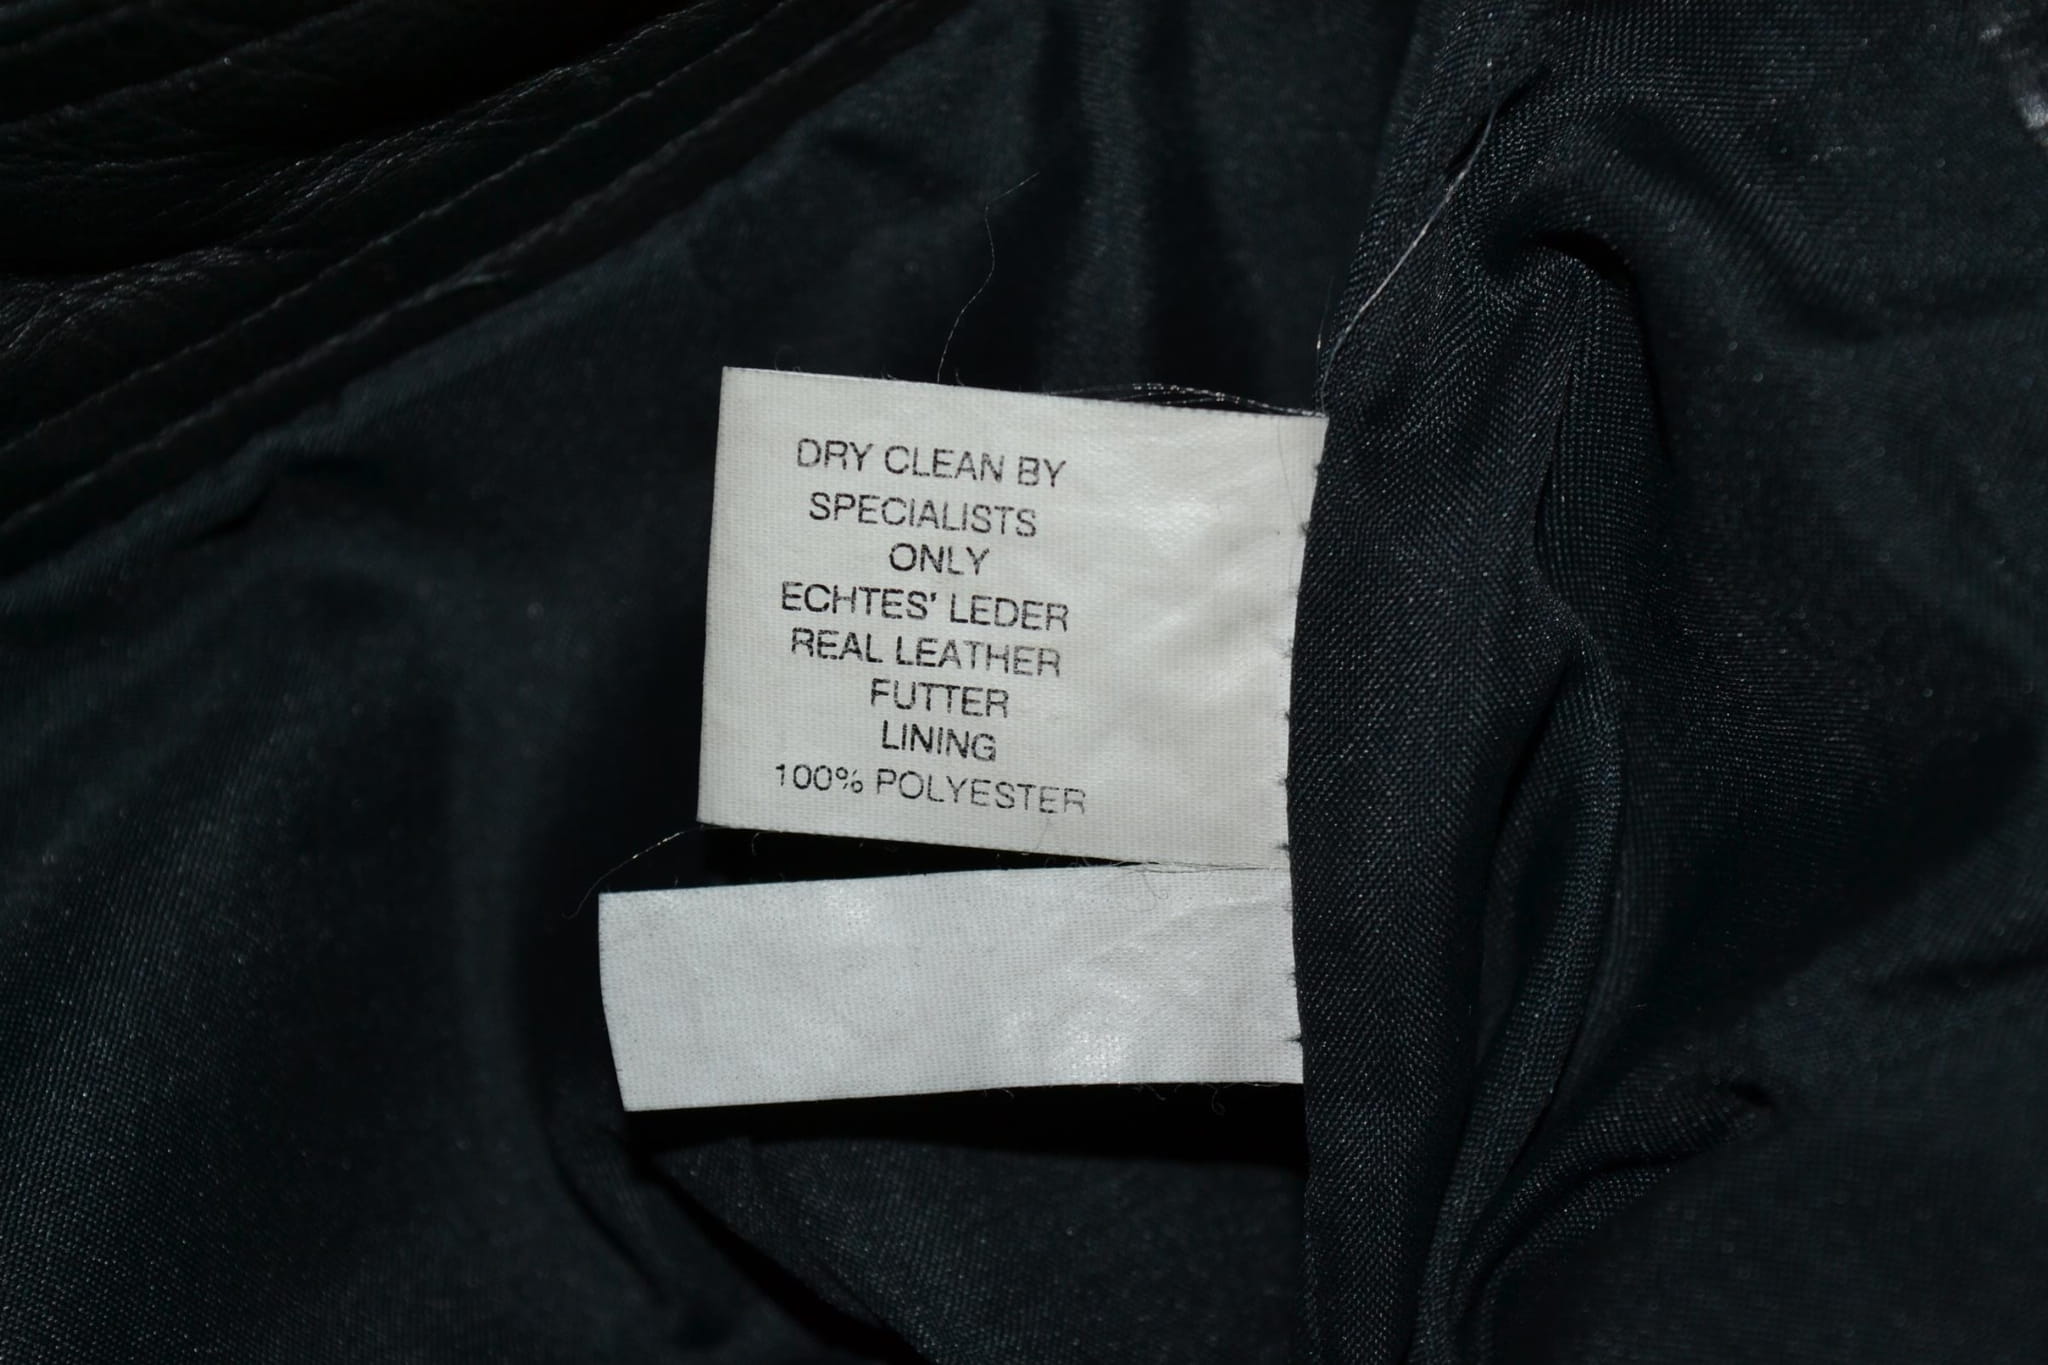 DRY CLEAN BY
SPECIALISTS
ONLY
ECHTES' LEDER
REAL LEATHER
FUTTER
LINING
100% POLYESTER